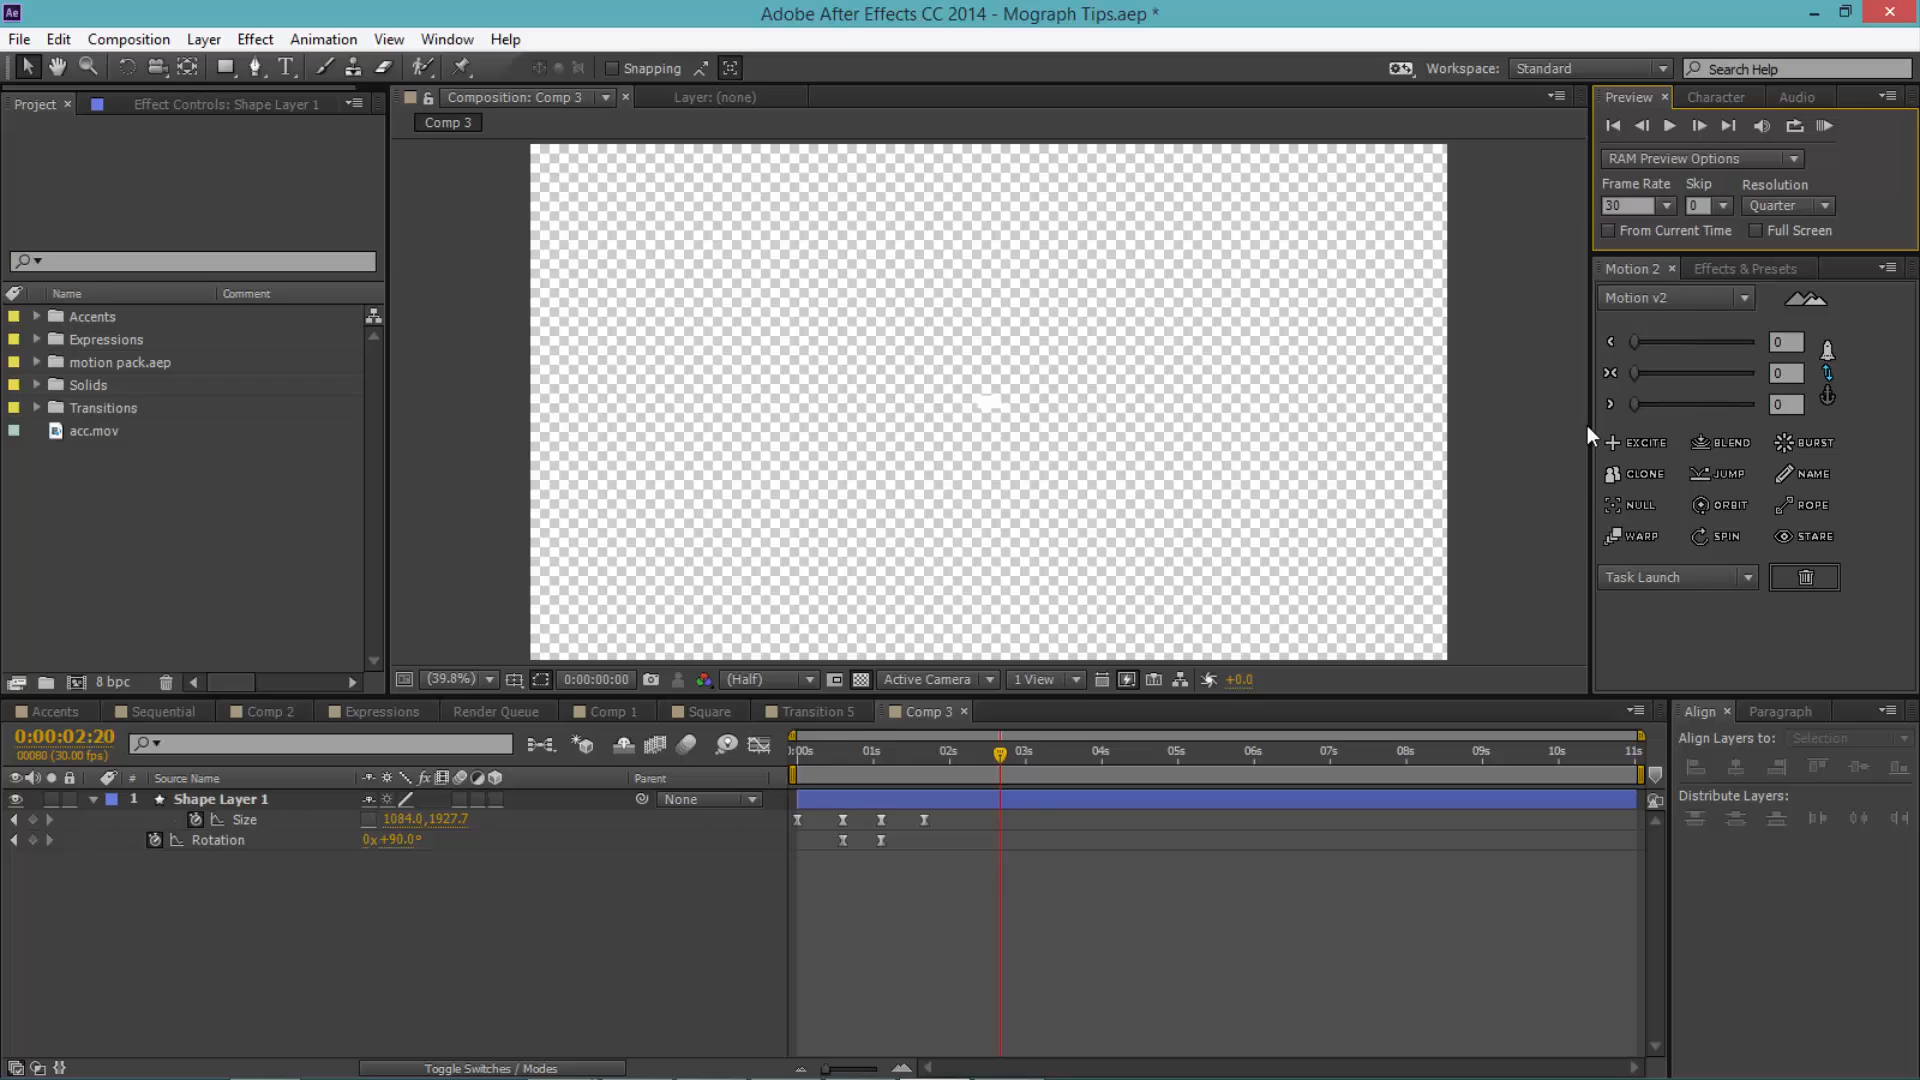 Ae
Adobe After Effects CC 2014 - Mograph Tips.aep *
File Edit Composition Layer Effect Animation View Window Help
Snapping
Workspace: Standard
Search Help
Project
Effect Controls: Shape Layer 1
Composition: Comp 3
Layer: (none)
Comp 3
Preview Character Audio
RAM Preview Options
Frame Rate Skip Resolution
30 0 Quarter
From Current Time Full Screen
Name Comment
Accents
Expressions
motion pack.aep
Solids
Transitions
acc.mov
8 bpc
Motion 2 Effects & Presets
Motion v2
0
0
0
EXCITE BLEND BURST
CLONE JUMP NAME
NULL ORBIT ROPE
WARP SPIN STARE
Task Launch
(39.8%) 0:00:00:00 (Half) Active Camera 1 View +0.0
Accents Sequential Comp 2 Expressions Render Queue Comp 1 Square Transition 5 Comp 3
0:00:02:20
00080 (30.00 fps)
:00s 01s 02s 03s 04s 05s 06s 07s 08s 09s 10s 11s
# Source Name fx Parent
1 Shape Layer 1 None
Size 1084.0,1927.7
Rotation 0x+90.0°
Toggle Switches / Modes
Align Paragraph
Align Layers to: Selection
Distribute Layers: